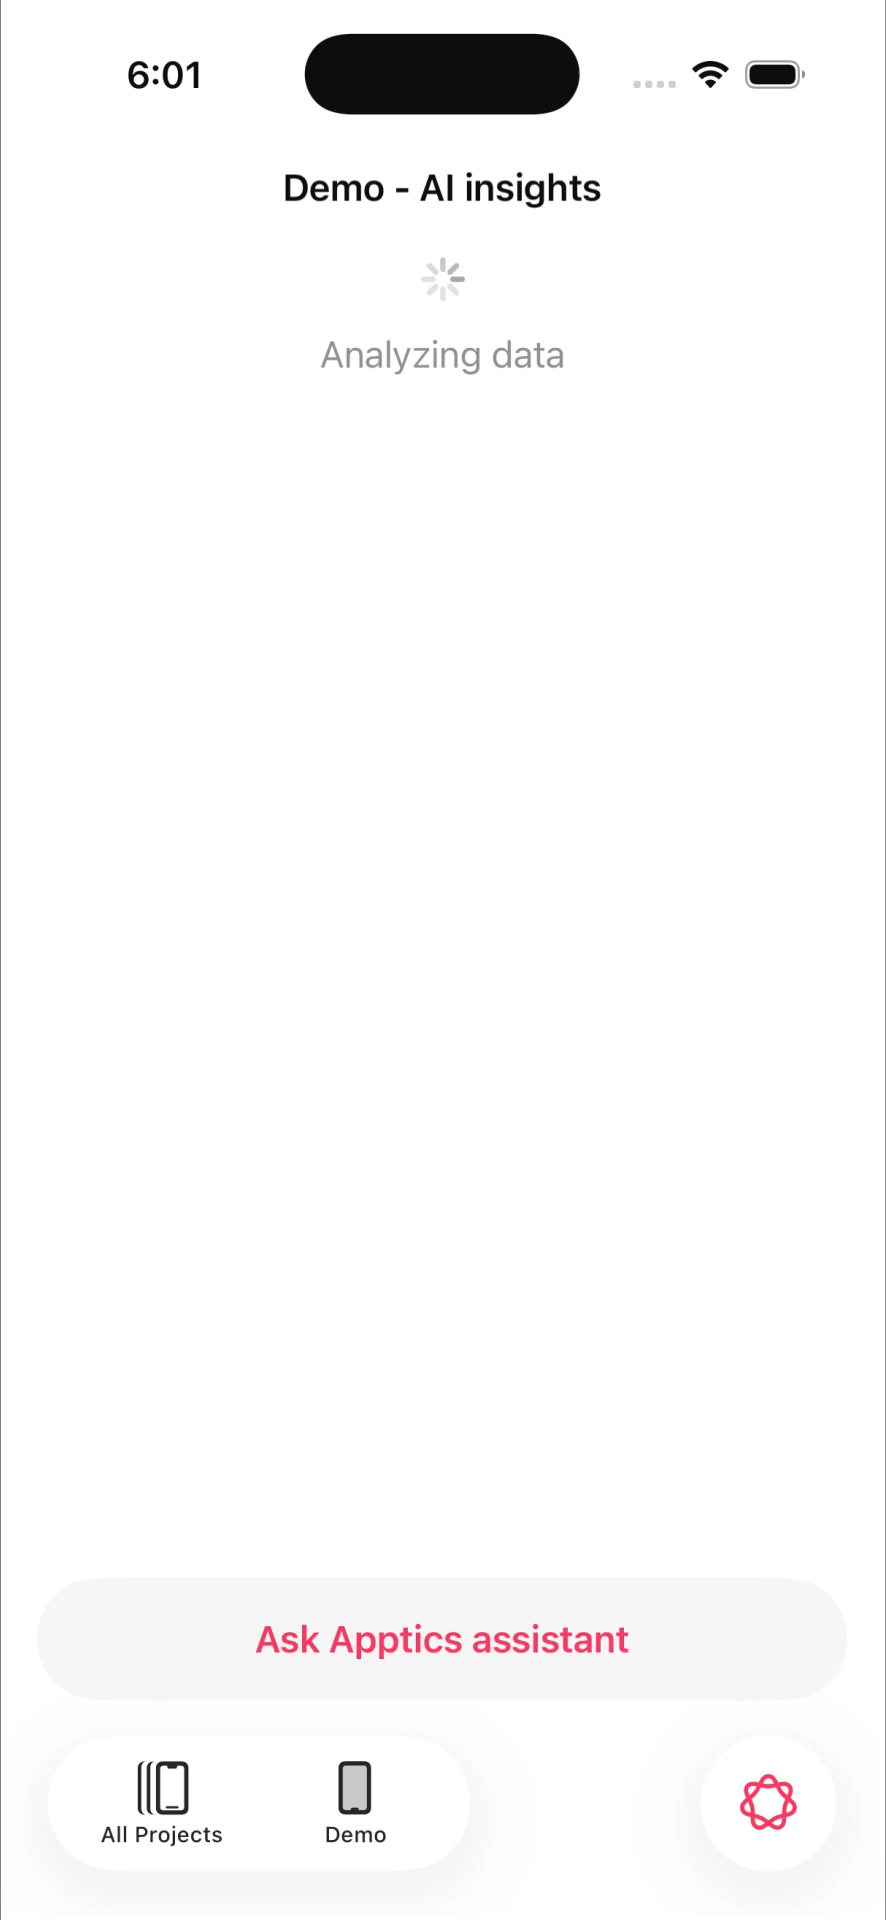 6:01
Demo - AI insights
Analyzing data
Ask Apptics assistant
All Projects
Demo